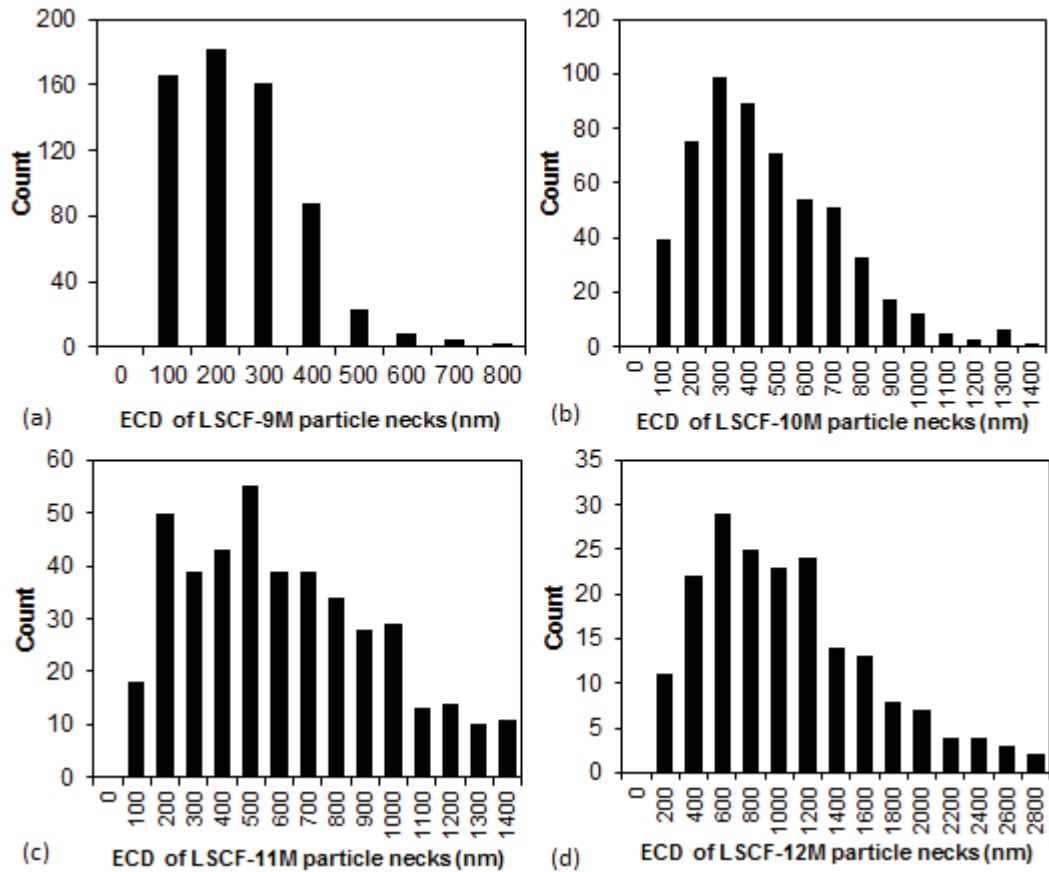 200
160
120
80
40
0
Count
0 100 200 300 400 500 600 700 800
(a) ECD of LSCF-9M particle necks (nm)
120
100
80
60
40
20
0
Count
0 100 200 300 400 500 600 700 800 900 1000 1100 1200 1300 1400
(b) ECD of LSCF-10M particle necks (nm)
60
50
40
30
20
10
0
Count
0 100 200 300 400 500 600 700 800 900 1000 1100 1200 1300 1400
(c) ECD of LSCF-11M particle necks (nm)
35
30
25
20
15
10
5
0
Count
0 200 400 600 800 1000 1200 1400 1600 1800 2000 2200 2400 2600 2800
(d) ECD of LSCF-12M particle necks (nm)